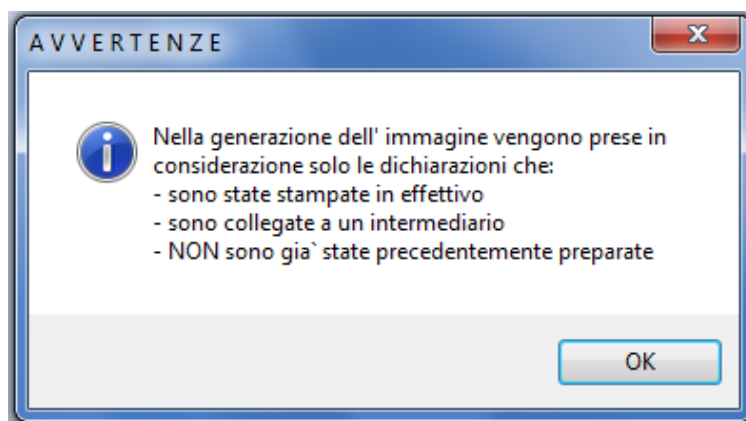 AVVERTENZE
Nella generazione dell' immagine vengono prese in
considerazione solo le dichiarazioni che:
- sono state stampate in effettivo
- sono collegate a un intermediario
- NON sono già` state precedentemente preparate
OK